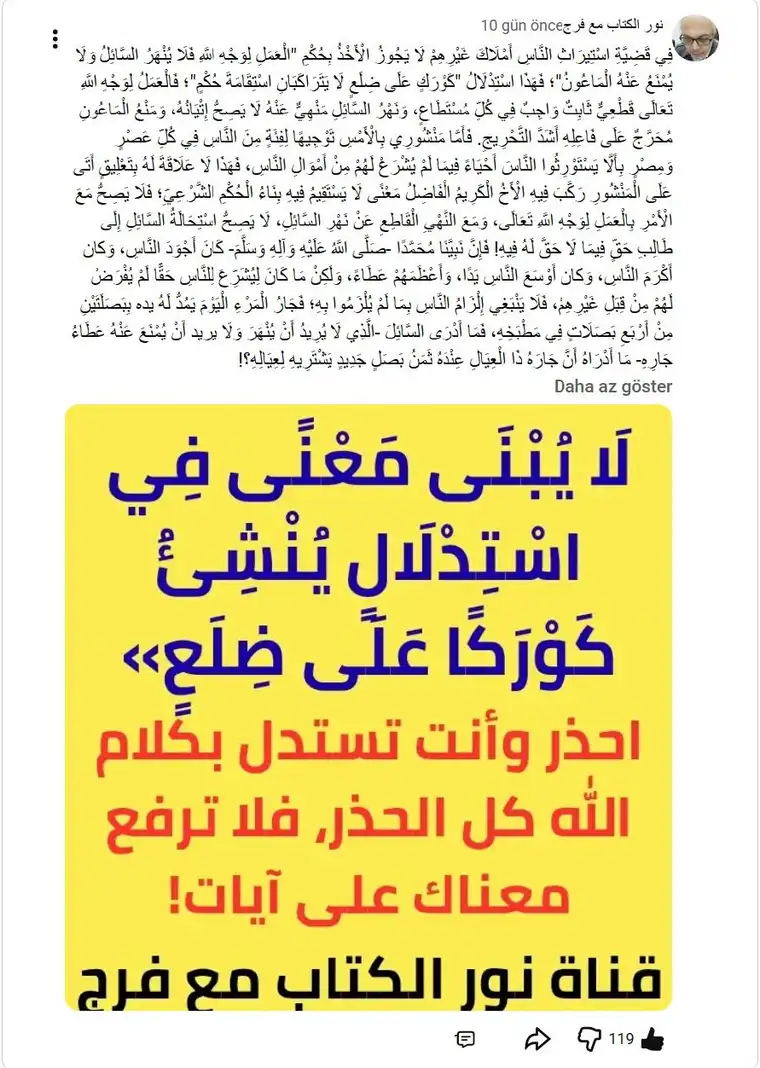 نور الكتاب مع فرج 10 gün önce
فِي قَضِيَّةِ اسْتِيرَاثِ النَّاسِ أَمْلَاكَ غَيْرِهِمْ لَا يَجُوزُ الْأَخْذُ بِحُكْمِ "الْعَمَلِ لِوَجْهِ اللَّهِ فَلَا يُنْهَرُ السَّائِلُ وَلَا
يُمْنَعُ عَنْهُ الْمَاعُونُ"؛ فَهَذَا اسْتِدْلَالُ "كَوْرَكٍ عَلَى ضِلَعٍ لَا يَتَرَاكَبَانِ اسْتِقَامَةَ حُكْمٍ"؛ فَالْعَمَلُ لِوَجْهِ اللَّهِ
تَعَالَى قَطْعِيٌّ ثَابِتٌ وَاجِبٌ فِي كُلِّ مُسْتَطَاعٍ، وَنَهْرُ السَّائِلِ مَنْهِيٌّ عَنْهُ لَا يَصِحُّ إِتْيَانُهُ، وَمَنْعُ الْمَاعُونِ
مُحَرَّجٌ عَلَى فَاعِلِهِ أَشَدَّ التَّحْرِيجِ. فَأَمَّا مَنْشُورِي بِالْأَمْسِ تَوْجِيهًا لِفِئَةٍ مِنَ النَّاسِ فِي كُلِّ عَصْرٍ
وَمِصْرٍ بِأَلَّا يَسْتَوْرِثُوا النَّاسَ أَحْيَاءً فِيمَا لَمْ يُشْرَعْ لَهُمْ مِنْ أَمْوَالِ النَّاسِ، فَهَذَا لَا عَلَاقَةَ لَهُ بِتَعْلِيقٍ أَتَى
عَلَى الْمَنْشُورِ رَكَّبَ فِيهِ الْأَخُ الْكَرِيمُ الْفَاضِلُ مَعْنًى لَا يَسْتَقِيمُ فِيهِ بِنَاءُ الْحُكْمِ الشَّرْعِيِّ؛ فَلَا يَصِحُّ مَعَ
الْأَمْرِ بِالْعَمَلِ لِوَجْهِ اللَّهِ تَعَالَى، وَمَعَ النَّهْيِ الْقَاطِعِ عَنْ نَهْرِ السَّائِلِ، لَا يَصِحُّ اسْتِحَالَةُ السَّائِلِ إِلَى
طَالِبِ حَقٍّ فِيمَا لَا حَقَّ لَهُ فِيهِ! فَإِنَّ نَبِيَّنَا مُحَمَّدًا -صَلَّى اللَّهُ عَلَيْهِ وَآلِهِ وَسَلَّمَ- كَانَ أَجْوَدَ النَّاسِ، وَكَان
أَكْرَمَ النَّاسِ، وَكان أَوْسَعَ النَّاسِ يَدًا، وَأَعْظَمَهُمْ عَطَاءً، وَلَكِنْ مَا كَانَ لِيُشَرِّعَ لِلنَّاسِ حَقًّا لَمْ يُفْرَضْ
لَهُمْ مِنْ قِبَلِ غَيْرِهِمْ، فَلَا يَنْبَغِي إِلْزَامُ النَّاسِ بِمَا لَمْ يُلْزَمُوا بِهِ؛ فَجَارُ الْمَرْءِ الْيَوْمَ يَمُدُّ لَهُ يده بِبَصَلَتَيْنِ
مِنْ أَرْبَعِ بَصَلَاتٍ فِي مَطْبَخِهِ، فَمَا أَدْرَى السَّائِلَ -الَّذِي لَا يُرِيدُ أَنْ يُنْهَرَ وَلَا يريد أَنْ يُمْنَعَ عَنْهُ عَطَاءُ
جَارِهِ- مَا أَدْرَاهُ أَنَّ جَارَهُ ذَا الْعِيَالِ عِنْدَهُ ثَمَنُ بَصَلٍ جَدِيدٍ يَشْتَرِيهِ لِعِيَالِهِ؟!
Daha az göster
لَا يُبْنَى مَعْنًى فِي
اسْتِدْلَالٍ يُنْشِئُ
كَوْرَكًا عَلَى ضِلَعٍ»
احذر وأنت تستدل بكلام
الله كل الحذر، فلا ترفع
معناك على آيات!
قناة نور الكتاب مع فرج
119